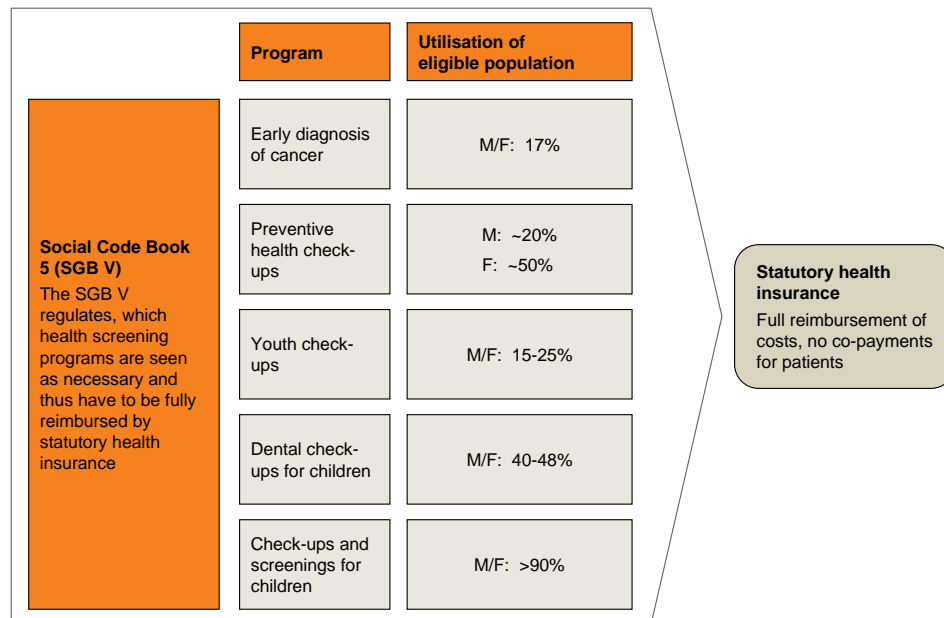 Program
Utilisation of
eligible population
Social Code Book
5 (SGB V)
The SGB V
regulates, which
health screening
programs are seen
as necessary and
thus have to be fully
reimbursed by
statutory health
insurance
Early diagnosis
of cancer
M/F: 17%
Preventive
health check-
ups
M: ~20%
F: ~50%
Youth check-
ups
M/F: 15-25%
Dental check-
ups for children
M/F: 40-48%
Check-ups and
screenings for
children
M/F: >90%
Statutory health
insurance
Full reimbursement of
costs, no co-payments
for patients